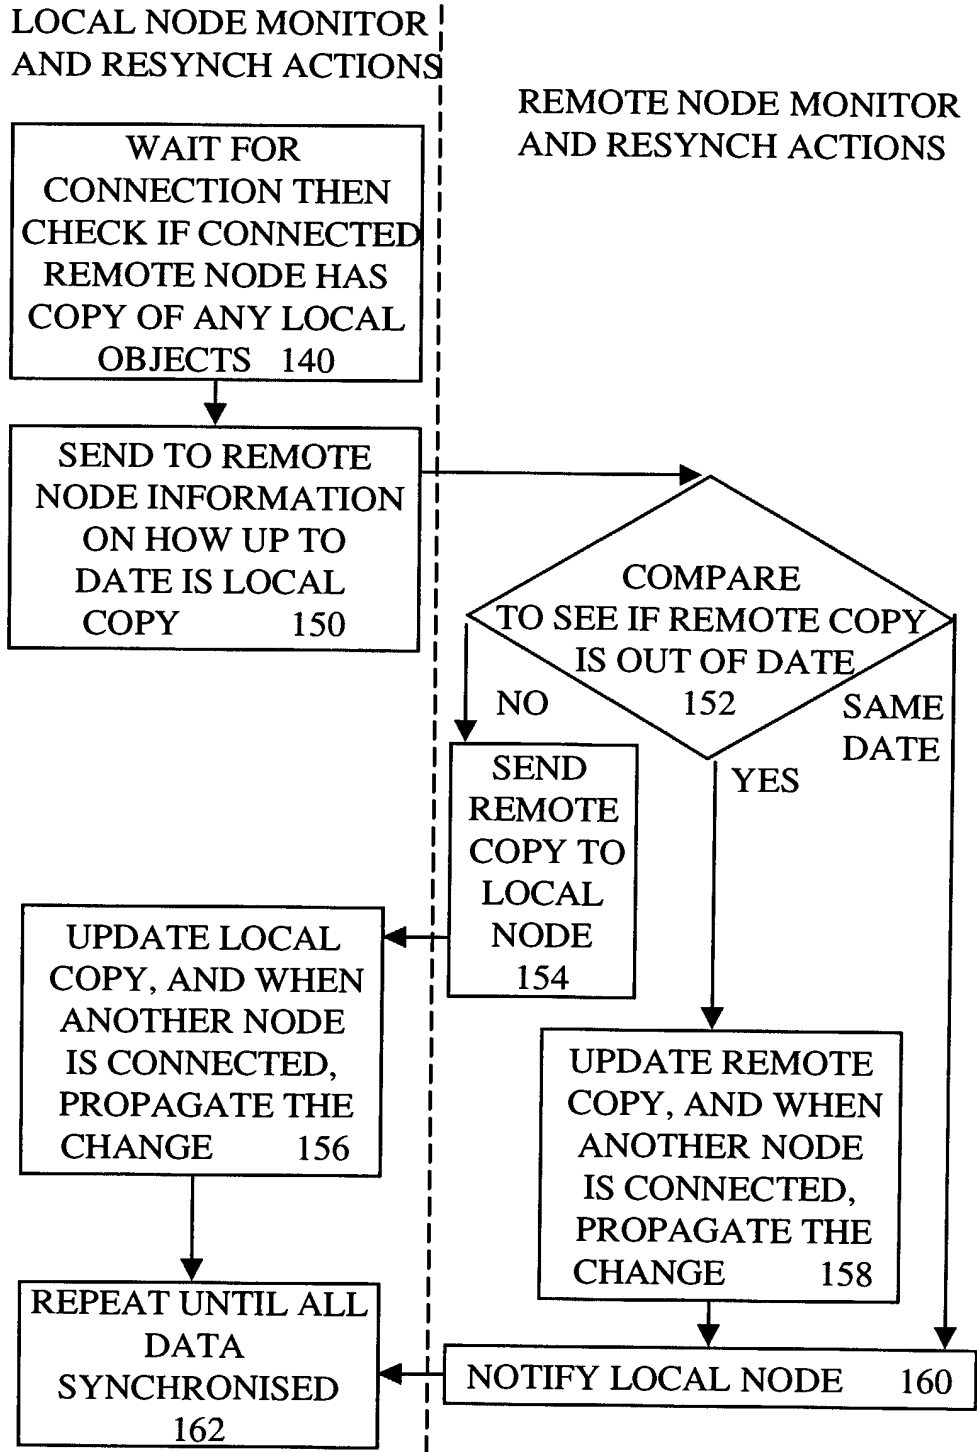 LOCAL NODE MONITOR
AND RESYNCH ACTIONS
REMOTE NODE MONITOR
AND RESYNCH ACTIONS
WAIT FOR
CONNECTION THEN
CHECK IF CONNECTED
REMOTE NODE HAS
COPY OF ANY LOCAL
OBJECTS 140
SEND TO REMOTE
NODE INFORMATION
ON HOW UP TO
DATE IS LOCAL
COPY 150
COMPARE
TO SEE IF REMOTE COPY
IS OUT OF DATE
152
NO
SAME
DATE
YES
SEND
REMOTE
COPY TO
LOCAL
NODE
154
UPDATE LOCAL
COPY, AND WHEN
ANOTHER NODE
IS CONNECTED,
PROPAGATE THE
CHANGE 156
UPDATE REMOTE
COPY, AND WHEN
ANOTHER NODE
IS CONNECTED,
PROPAGATE THE
CHANGE 158
REPEAT UNTIL ALL
DATA
SYNCHRONISED
162
NOTIFY LOCAL NODE 160